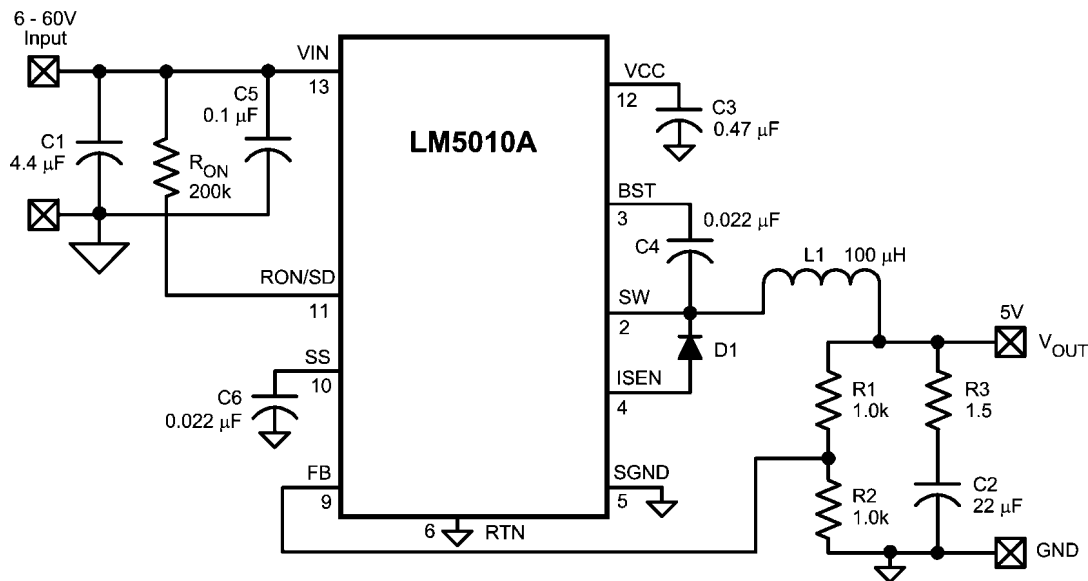 6 - 60V
Input
VIN
13
C1
4.4 µF
R_ON
200k
C5
0.1 µF
RON/SD
11
SS
10
C6
0.022 µF
FB
9
LM5010A
6
RTN
VCC
12
C3
0.47 µF
BST
3
C4
0.022 µF
SW
2
L1
100 µH
D1
ISEN
4
SGND
5
5V
V_OUT
R1
1.0k
R3
1.5
R2
1.0k
C2
22 µF
GND